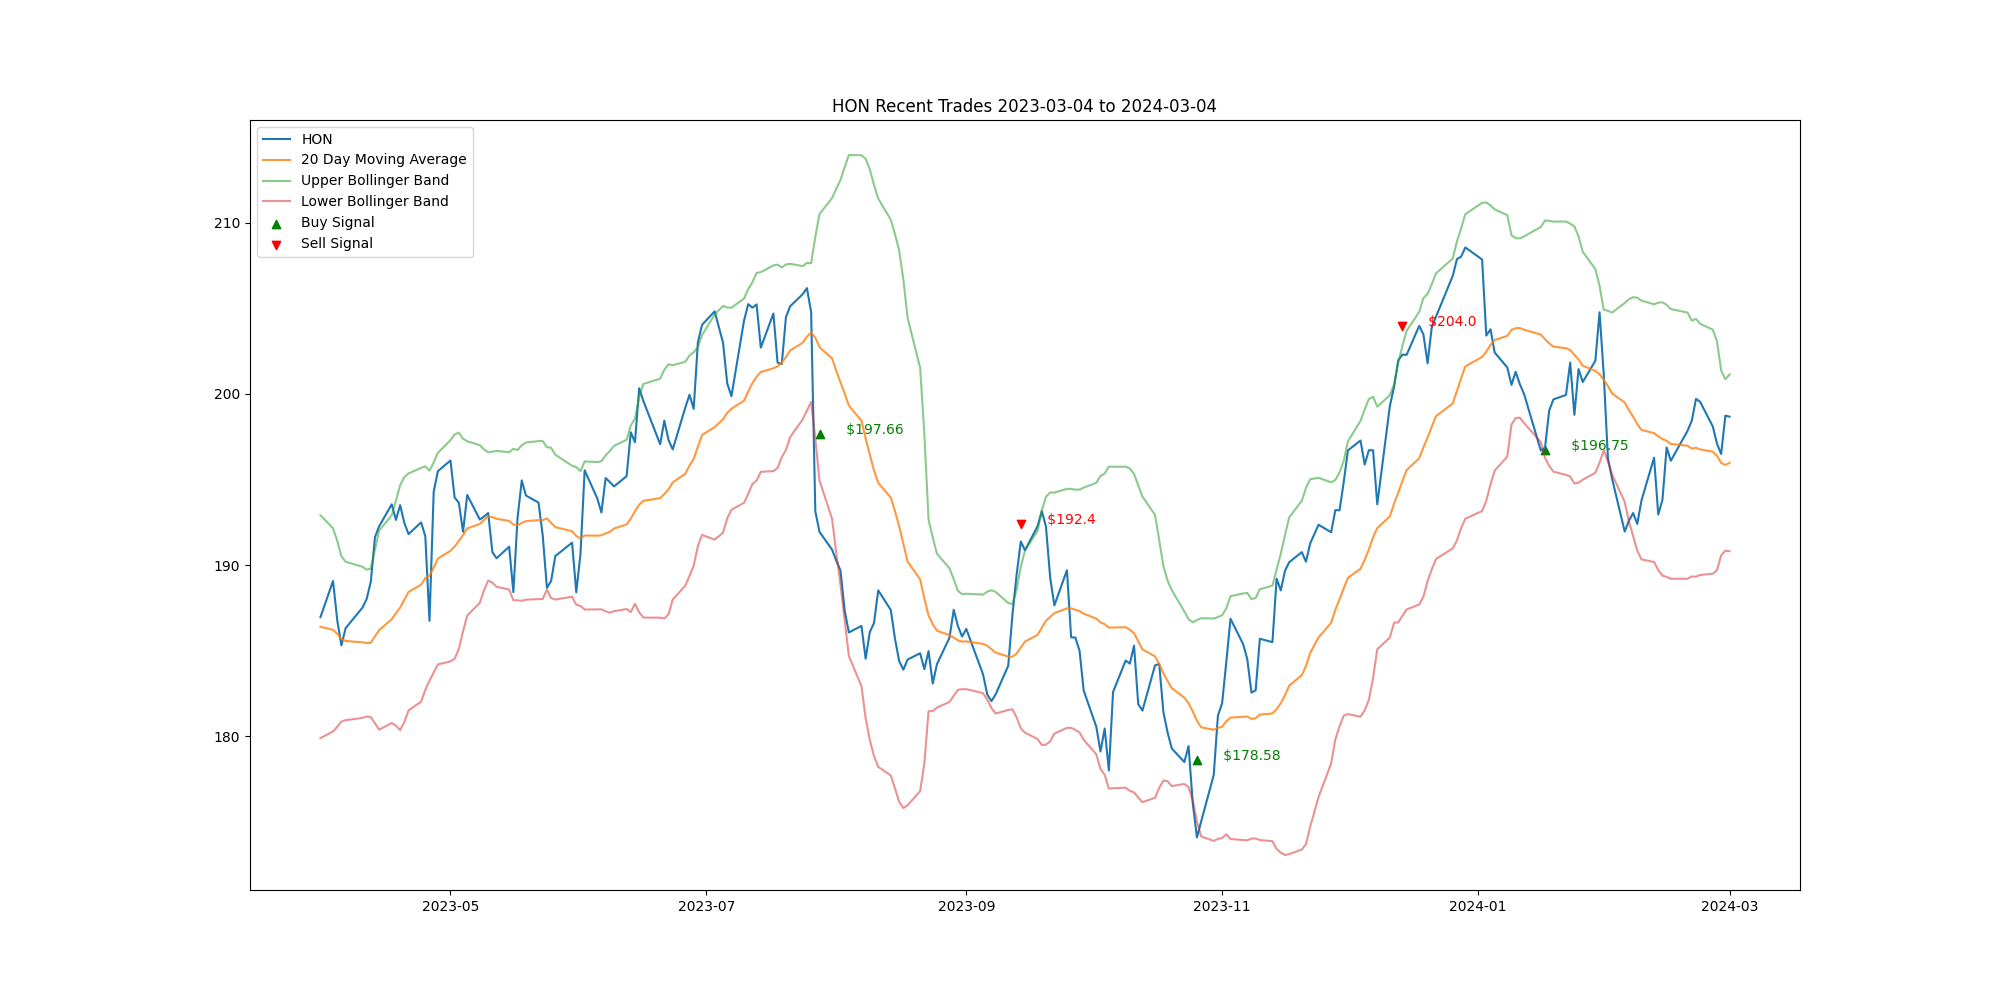 HON Recent Trades 2023-03-04 to 2024-03-04
HON
20 Day Moving Average
Upper Bollinger Band
Lower Bollinger Band
Buy Signal
Sell Signal
210
200
190
180
$204.0
$197.66
$196.75
$192.4
$178.58
2023-05
2023-07
2023-09
2023-11
2024-01
2024-03